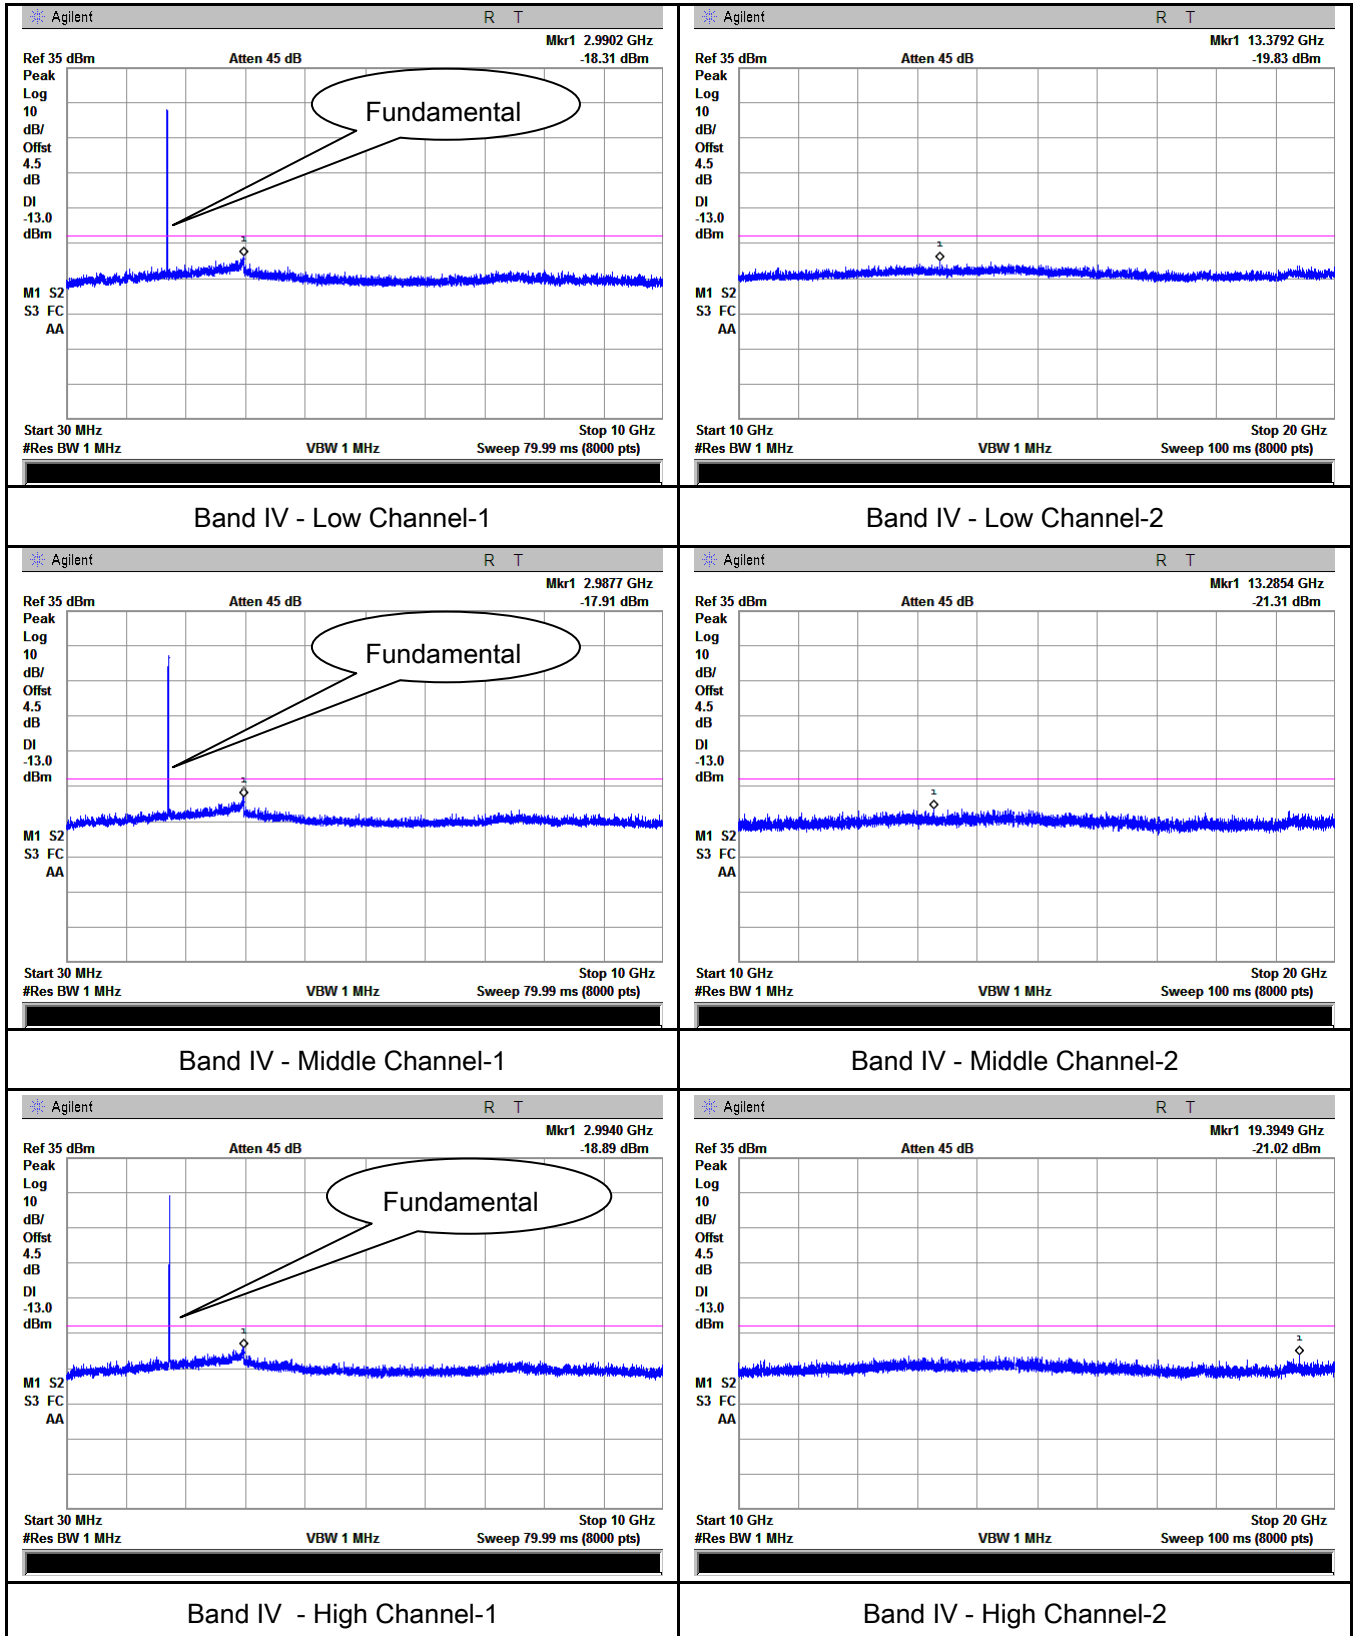 Agilent R T
Mkr1 2.9902 GHz
Ref 35 dBm Atten 45 dB -18.31 dBm
Peak
Log
10
dB/
Offst
4.5
dB
DI
-13.0
dBm
M1 S2
S3 FC
AA
Fundamental
1
Start 30 MHz Stop 10 GHz
#Res BW 1 MHz VBW 1 MHz Sweep 79.99 ms (8000 pts)
Band IV - Low Channel-1
Agilent R T
Mkr1 13.3792 GHz
Ref 35 dBm Atten 45 dB -19.83 dBm
Peak
Log
10
dB/
Offst
4.5
dB
DI
-13.0
dBm
M1 S2
S3 FC
AA
1
Start 10 GHz Stop 20 GHz
#Res BW 1 MHz VBW 1 MHz Sweep 100 ms (8000 pts)
Band IV - Low Channel-2
Agilent R T
Mkr1 2.9877 GHz
Ref 35 dBm Atten 45 dB -17.91 dBm
Peak
Log
10
dB/
Offst
4.5
dB
DI
-13.0
dBm
M1 S2
S3 FC
AA
Fundamental
1
Start 30 MHz Stop 10 GHz
#Res BW 1 MHz VBW 1 MHz Sweep 79.99 ms (8000 pts)
Band IV - Middle Channel-1
Agilent R T
Mkr1 13.2854 GHz
Ref 35 dBm Atten 45 dB -21.31 dBm
Peak
Log
10
dB/
Offst
4.5
dB
DI
-13.0
dBm
M1 S2
S3 FC
AA
1
Start 10 GHz Stop 20 GHz
#Res BW 1 MHz VBW 1 MHz Sweep 100 ms (8000 pts)
Band IV - Middle Channel-2
Agilent R T
Mkr1 2.9940 GHz
Ref 35 dBm Atten 45 dB -18.89 dBm
Peak
Log
10
dB/
Offst
4.5
dB
DI
-13.0
dBm
M1 S2
S3 FC
AA
Fundamental
1
Start 30 MHz Stop 10 GHz
#Res BW 1 MHz VBW 1 MHz Sweep 79.99 ms (8000 pts)
Band IV - High Channel-1
Agilent R T
Mkr1 19.3949 GHz
Ref 35 dBm Atten 45 dB -21.02 dBm
Peak
Log
10
dB/
Offst
4.5
dB
DI
-13.0
dBm
M1 S2
S3 FC
AA
1
Start 10 GHz Stop 20 GHz
#Res BW 1 MHz VBW 1 MHz Sweep 100 ms (8000 pts)
Band IV - High Channel-2